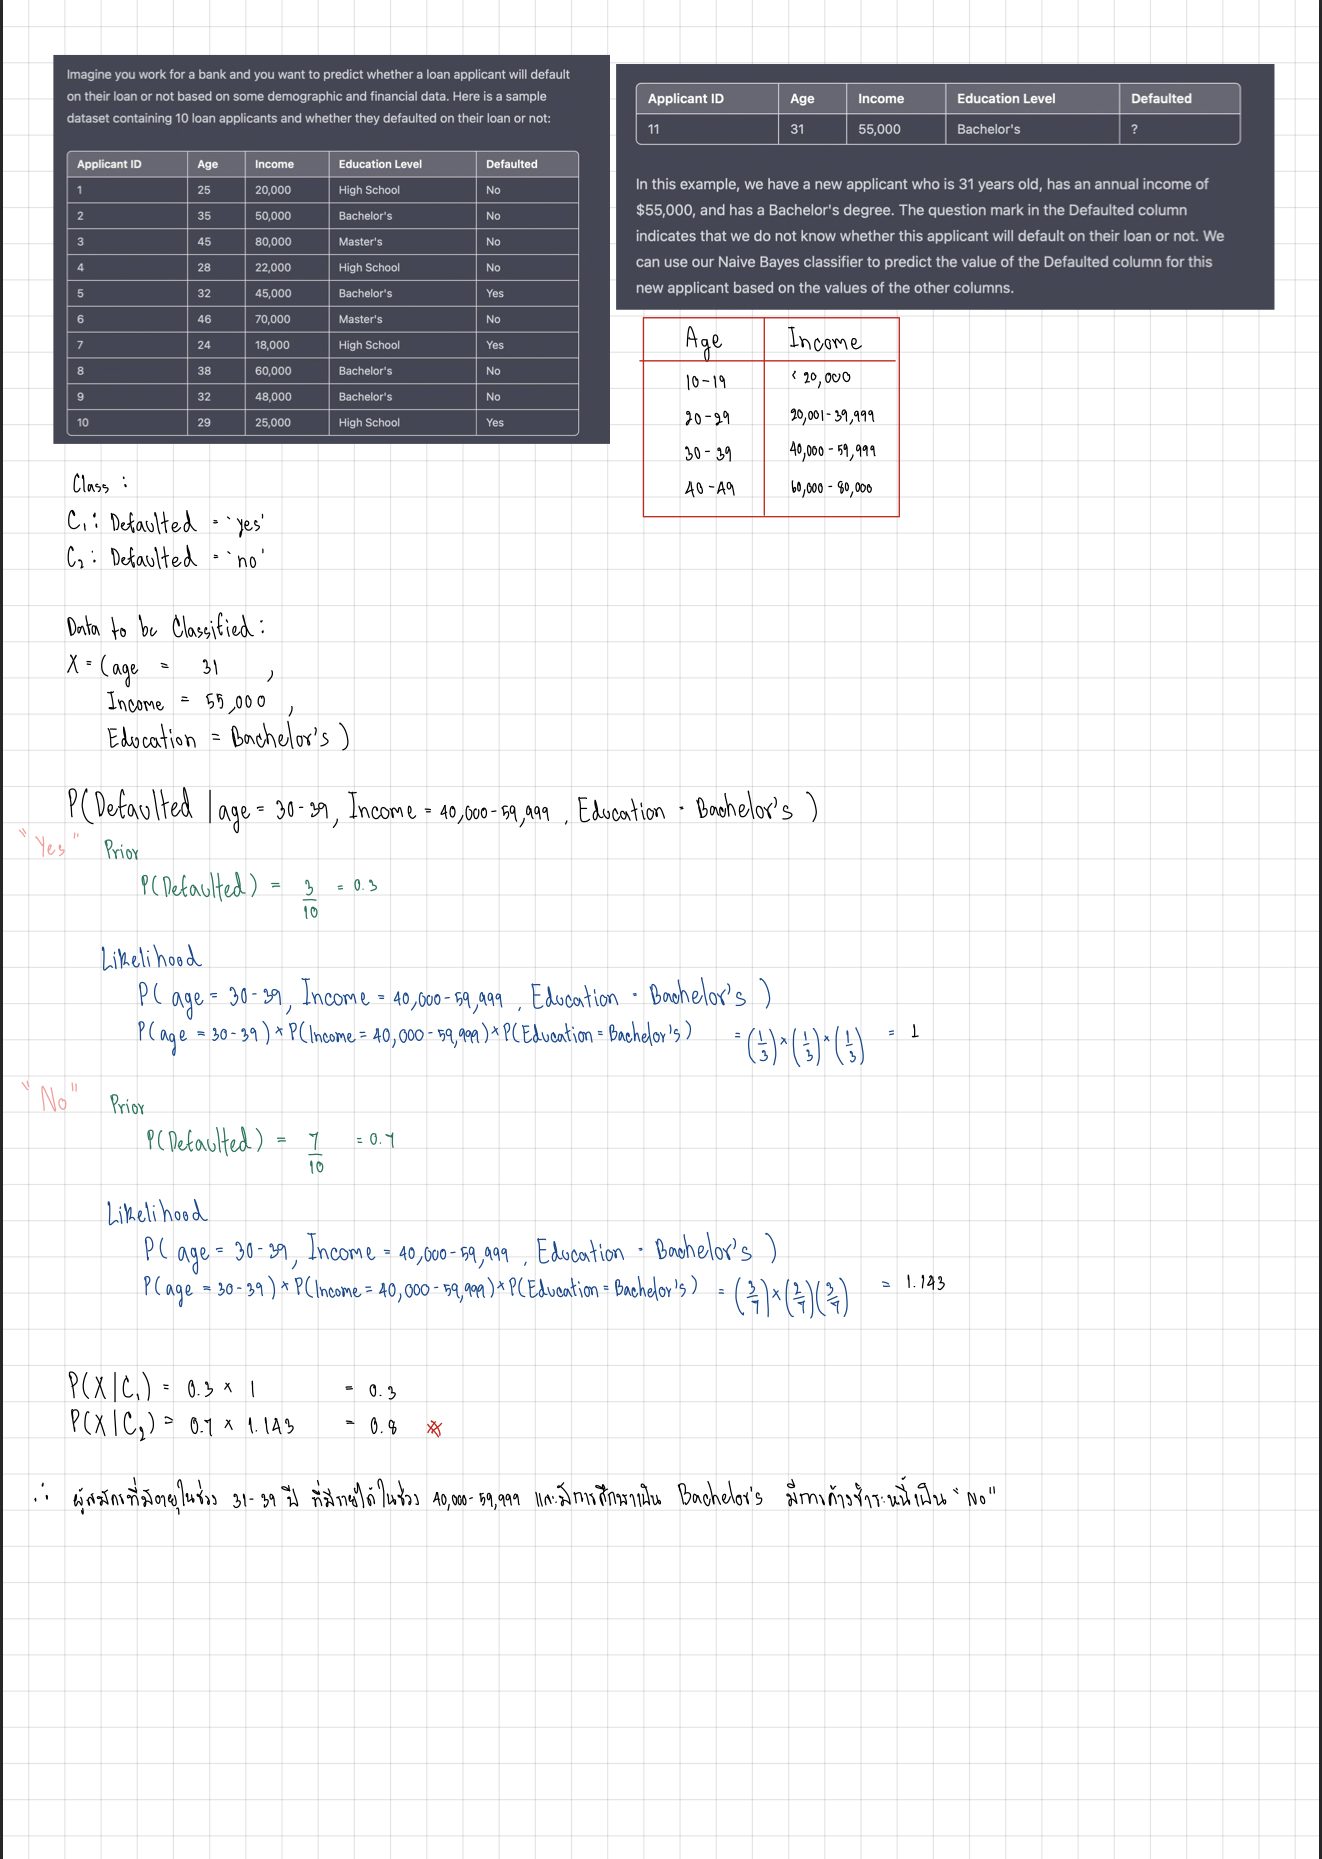 Imagine you work for a bank and you want to predict whether a loan applicant will default
on their loan or not based on some demographic and financial data. Here is a sample
dataset containing 10 loan applicants and whether they defaulted on their loan or not:
Applicant ID Age Income Education Level Defaulted
1 25 20,000 High School No
2 35 50,000 Bachelor's No
3 45 80,000 Master's No
4 28 22,000 High School No
5 32 45,000 Bachelor's Yes
6 46 70,000 Master's No
7 24 18,000 High School Yes
8 38 60,000 Bachelor's No
9 32 48,000 Bachelor's No
10 29 25,000 High School Yes
Applicant ID Age Income Education Level Defaulted
11 31 55,000 Bachelor's ?
In this example, we have a new applicant who is 31 years old, has an annual income of
$55,000, and has a Bachelor's degree. The question mark in the Defaulted column
indicates that we do not know whether this applicant will default on their loan or not. We
can use our Naive Bayes classifier to predict the value of the Defaulted column for this
new applicant based on the values of the other columns.
Age Income
10-19 < 20,000
20-29 20,001-39,999
30-39 40,000-59,999
40-49 60,000-80,000
Class :
C₁ : Defaulted = 'yes'
C₂ : Defaulted = 'no'
Data to be Classified :
X = (age = 31 ,
Income = 55,000 ,
Education = Bachelor's )
P(Defaulted | age = 30-39, Income = 40,000-59,999 , Education = Bachelor's )
"Yes" Prior
P(Defaulted) = 3/10 = 0.3
Likelihood
P( age = 30-39, Income = 40,000-59,999 , Education = Bachelor's )
P(age = 30-39) × P(Income = 40,000-59,999) × P(Education = Bachelor's) = (1/3) × (1/3) × (1/3) = 1
"No" Prior
P(Defaulted) = 7/10 = 0.7
Likelihood
P( age = 30-39, Income = 40,000-59,999 , Education = Bachelor's )
P(age = 30-39) × P(Income = 40,000-59,999) × P(Education = Bachelor's) = (3/7) × (2/7)(3/7) = 1.143
P(X|C₁) = 0.3 × 1 = 0.3
P(X|C₂) = 0.7 × 1.143 = 0.8 *
∴ ผู้สมัครที่มีอายุในช่วง 31-39 ปี ที่มีรายได้ในช่วง 40,000-59,999 และมีการศึกษาเป็น Bachelor's มีการค้างชำระหนี้เป็น "No"